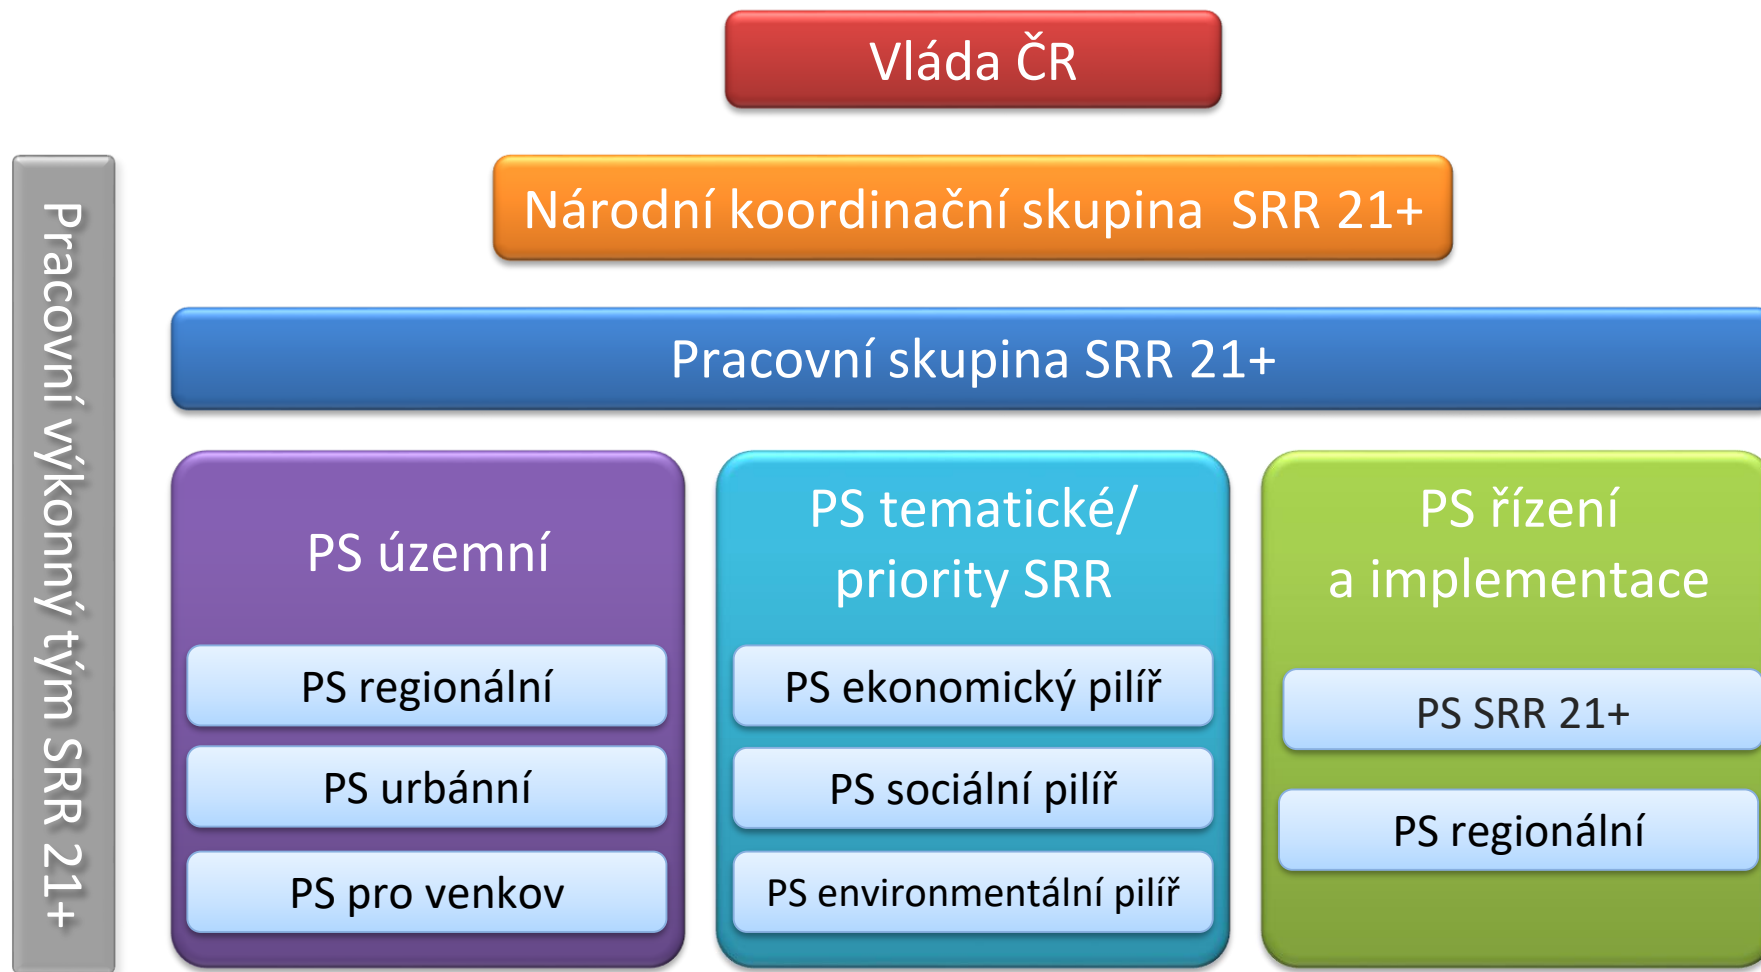 Vláda ČR
Národní koordinační skupina SRR 21+
Pracovní skupina SRR 21+
Pracovní výkonný tým SRR 21+
PS územní
PS regionální
PS urbánní
PS pro venkov
PS tematické/
priority SRR
PS ekonomický pilíř
PS sociální pilíř
PS environmentální pilíř
PS řízení
a implementace
PS SRR 21+
PS regionální